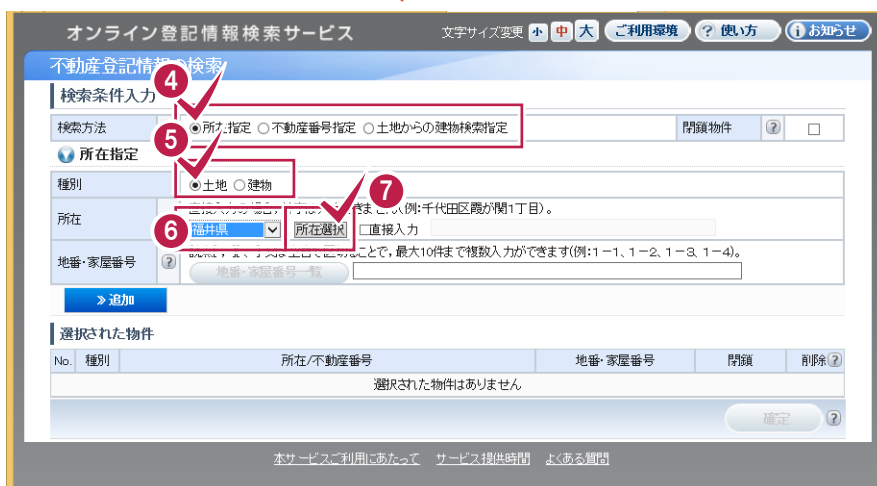 オンライン登記情報検索サービス 文字サイズ変更 小 中 大 ご利用環境 ? 使い方 i お知らせ
不動産登記情報の検索
4
検索条件入力
検索方法 所在指定 不動産番号指定 土地からの建物検索指定 閉鎖物件 ?
5
所在指定
種別 土地 建物
7
(例:千代田区霞が関1丁目)。
所在 6 福井県 所在選択 直接入力
ことで,最大10件まで複数入力ができます(例:1-1、1-2、1-3、1-4)。
地番・家屋番号 ? 地番・家屋番号一覧
≫追加
選択された物件
No. 種別 所在/不動産番号 地番・家屋番号 閉鎖 削除 ?
選択された物件はありません
確定 ?
本サービスご利用にあたって サービス提供時間 よくある質問